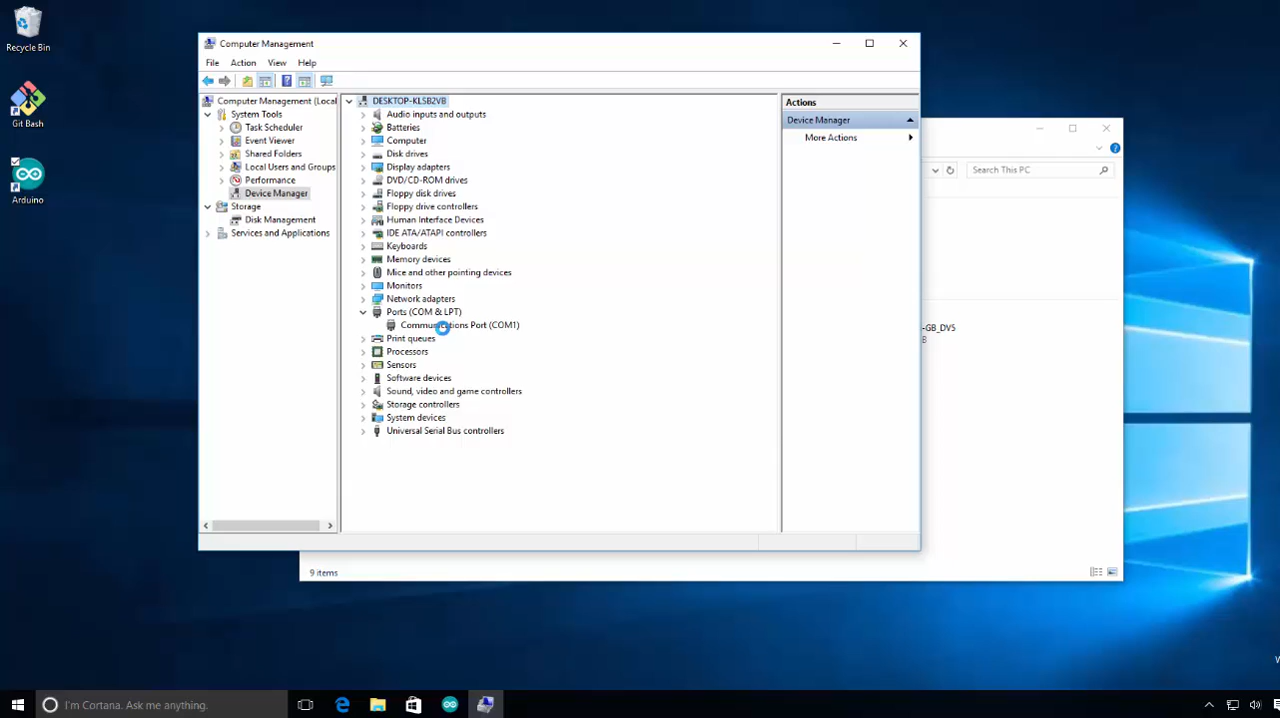 Recycle Bin
Git Bash
Arduino
Computer Management
File Action View Help
Computer Management (Local
System Tools
Task Scheduler
Event Viewer
Shared Folders
Local Users and Groups
Performance
Device Manager
Storage
Disk Management
Services and Applications
DESKTOP-KLSB2VB
Audio inputs and outputs
Batteries
Computer
Disk drives
Display adapters
DVD/CD-ROM drives
Floppy disk drives
Floppy drive controllers
Human Interface Devices
IDE ATA/ATAPI controllers
Keyboards
Memory devices
Mice and other pointing devices
Monitors
Network adapters
Ports (COM & LPT)
Communications Port (COM1)
Print queues
Processors
Sensors
Software devices
Sound, video and game controllers
Storage controllers
System devices
Universal Serial Bus controllers
Actions
Device Manager
More Actions
Search This PC
-GB_DV5
B
9 items
I'm Cortana. Ask me anything.